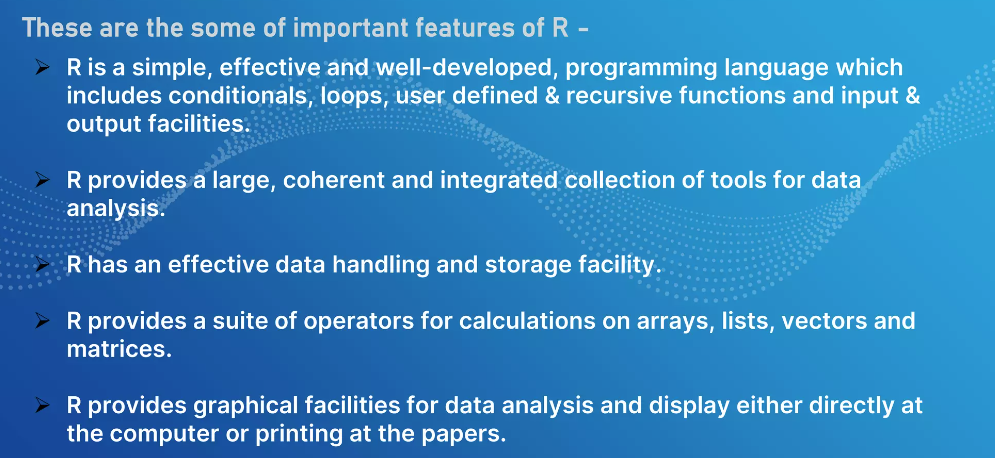 These are the some of important features of R -
➤ R is a simple, effective and well-developed, programming language which
includes conditionals, loops, user defined & recursive functions and input &
output facilities.
➤ R provides a large, coherent and integrated collection of tools for data
analysis.
➤ R has an effective data handling and storage facility.
➤ R provides a suite of operators for calculations on arrays, lists, vectors and
matrices.
➤ R provides graphical facilities for data analysis and display either directly at
the computer or printing at the papers.